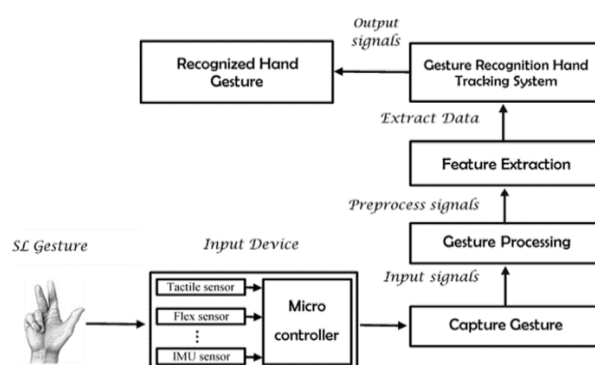 Output
signals
Recognized Hand
Gesture
Gesture Recognition Hand
Tracking System
Extract Data
Feature Extraction
Preprocess signals
SL Gesture
Input Device
Gesture Processing
Input signals
Tactile sensor
Flex sensor
IMU sensor
Micro
controller
Capture Gesture